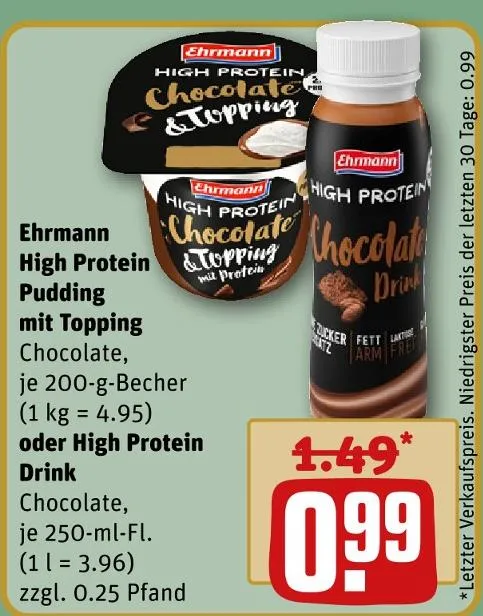 Ehrmann
HIGH PROTEIN
Chocolate
& Topping
Ehrmann
HIGH PROTEIN
Chocolate
& Topping
mit Protein
Ehrmann
HIGH PROTEIN
Chocolate
Drink
FETT
ARM
LAKTOSE
FREI
Ehrmann
High Protein
Pudding
mit Topping
Chocolate,
je 200-g-Becher
(1 kg = 4.95)
oder High Protein
Drink
Chocolate,
je 250-ml-Fl.
(1 l = 3.96)
zzgl. 0.25 Pfand
1.49*
0.99
*Letzter Verkaufspreis. Niedrigster Preis der letzten 30 Tage: 0.99